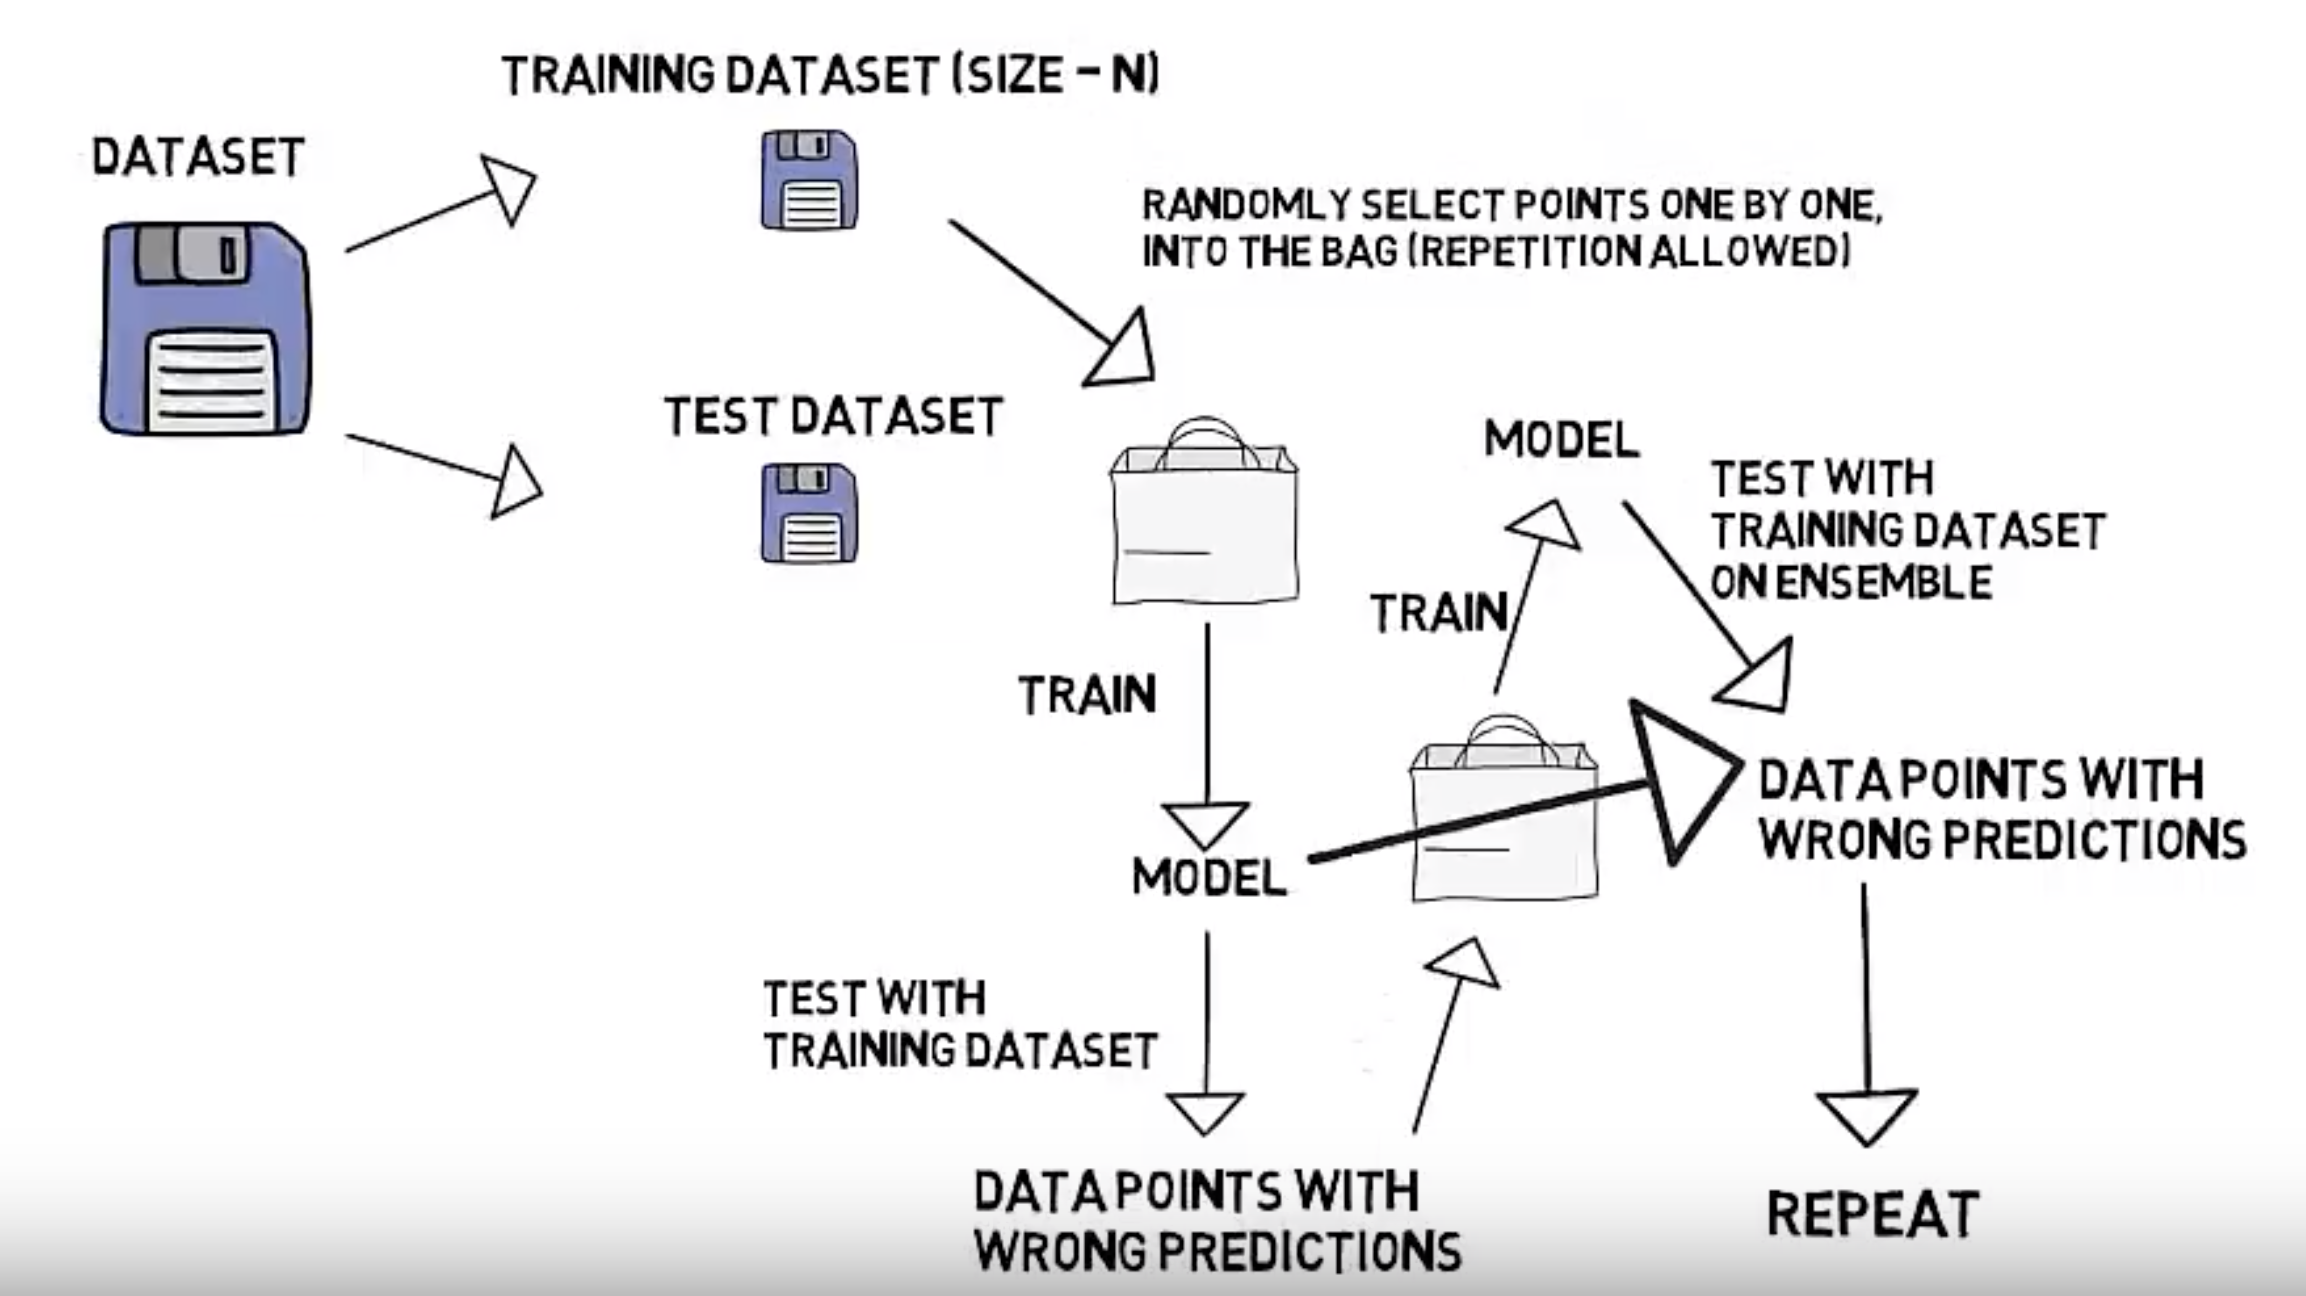 TRAINING DATASET (SIZE - N)
DATASET
RANDOMLY SELECT POINTS ONE BY ONE,
INTO THE BAG (REPETITION ALLOWED)
TEST DATASET
MODEL
TEST WITH
TRAINING DATASET
ON ENSEMBLE
TRAIN
TRAIN
DATA POINTS WITH
WRONG PREDICTIONS
MODEL
TEST WITH
TRAINING DATASET
DATA POINTS WITH
WRONG PREDICTIONS
REPEAT